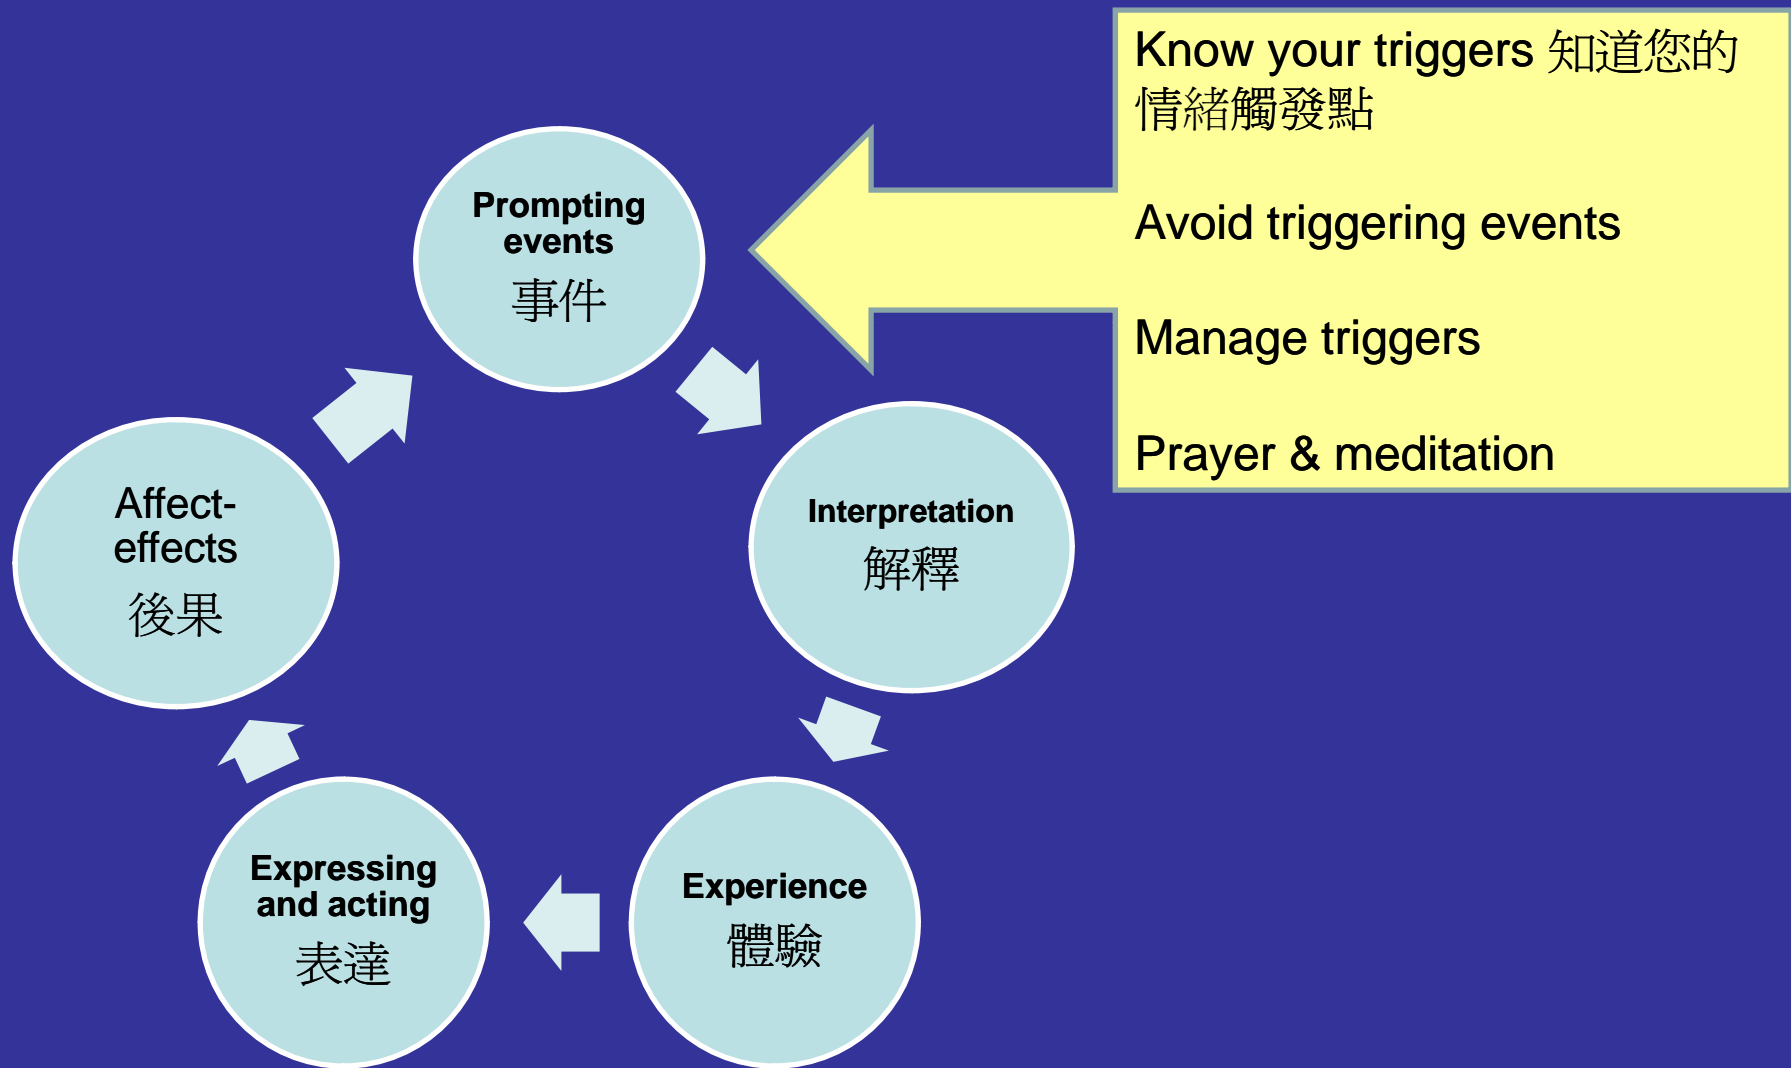 Know your triggers 知道您的
情緒觸發點
Avoid triggering events
Manage triggers
Prayer & meditation
Prompting
events
事件
Interpretation
解釋
Experience
體驗
Expressing
and acting
表達
Affect-
effects
後果